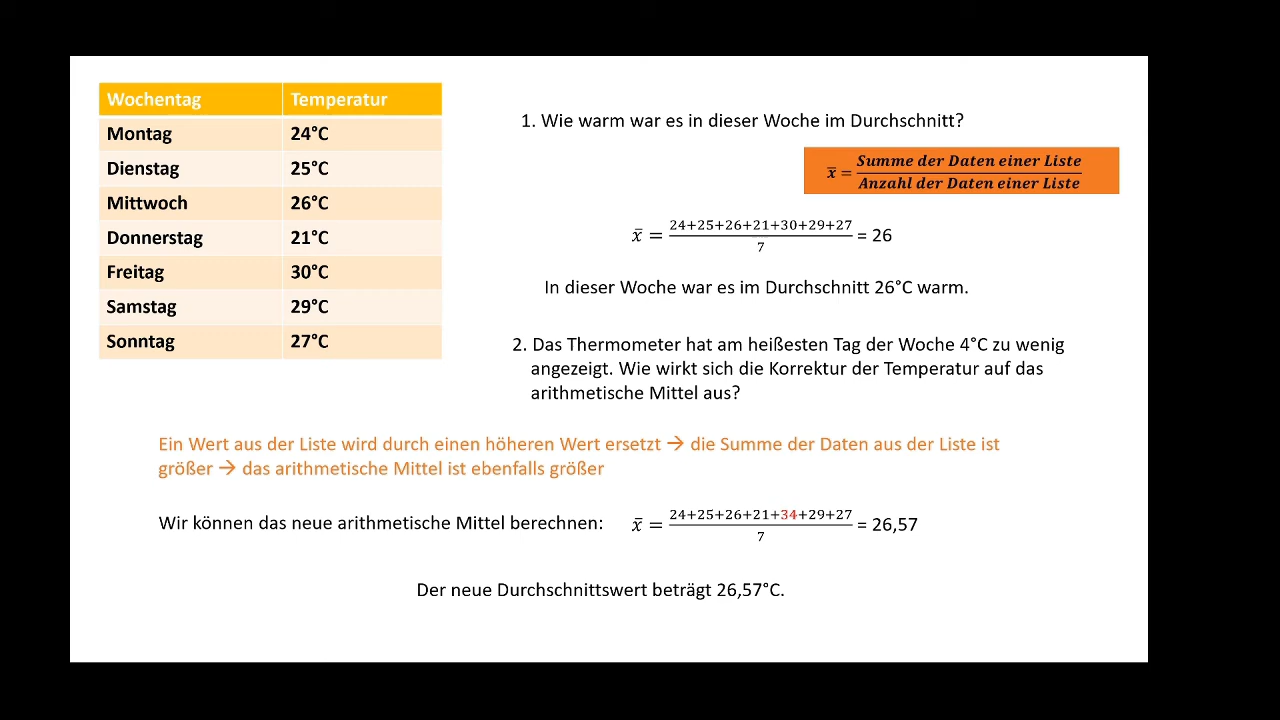 Wochentag Temperatur
Montag 24°C
Dienstag 25°C
Mittwoch 26°C
Donnerstag 21°C
Freitag 30°C
Samstag 29°C
Sonntag 27°C
1. Wie warm war es in dieser Woche im Durchschnitt?
x̄ = Summe der Daten einer Liste / Anzahl der Daten einer Liste
x̄ = 24+25+26+21+30+29+27 / 7 = 26
In dieser Woche war es im Durchschnitt 26°C warm.
2. Das Thermometer hat am heißesten Tag der Woche 4°C zu wenig
angezeigt. Wie wirkt sich die Korrektur der Temperatur auf das
arithmetische Mittel aus?
Ein Wert aus der Liste wird durch einen höheren Wert ersetzt → die Summe der Daten aus der Liste ist
größer → das arithmetische Mittel ist ebenfalls größer
Wir können das neue arithmetische Mittel berechnen: x̄ = 24+25+26+21+34+29+27 / 7 = 26,57
Der neue Durchschnittswert beträgt 26,57°C.